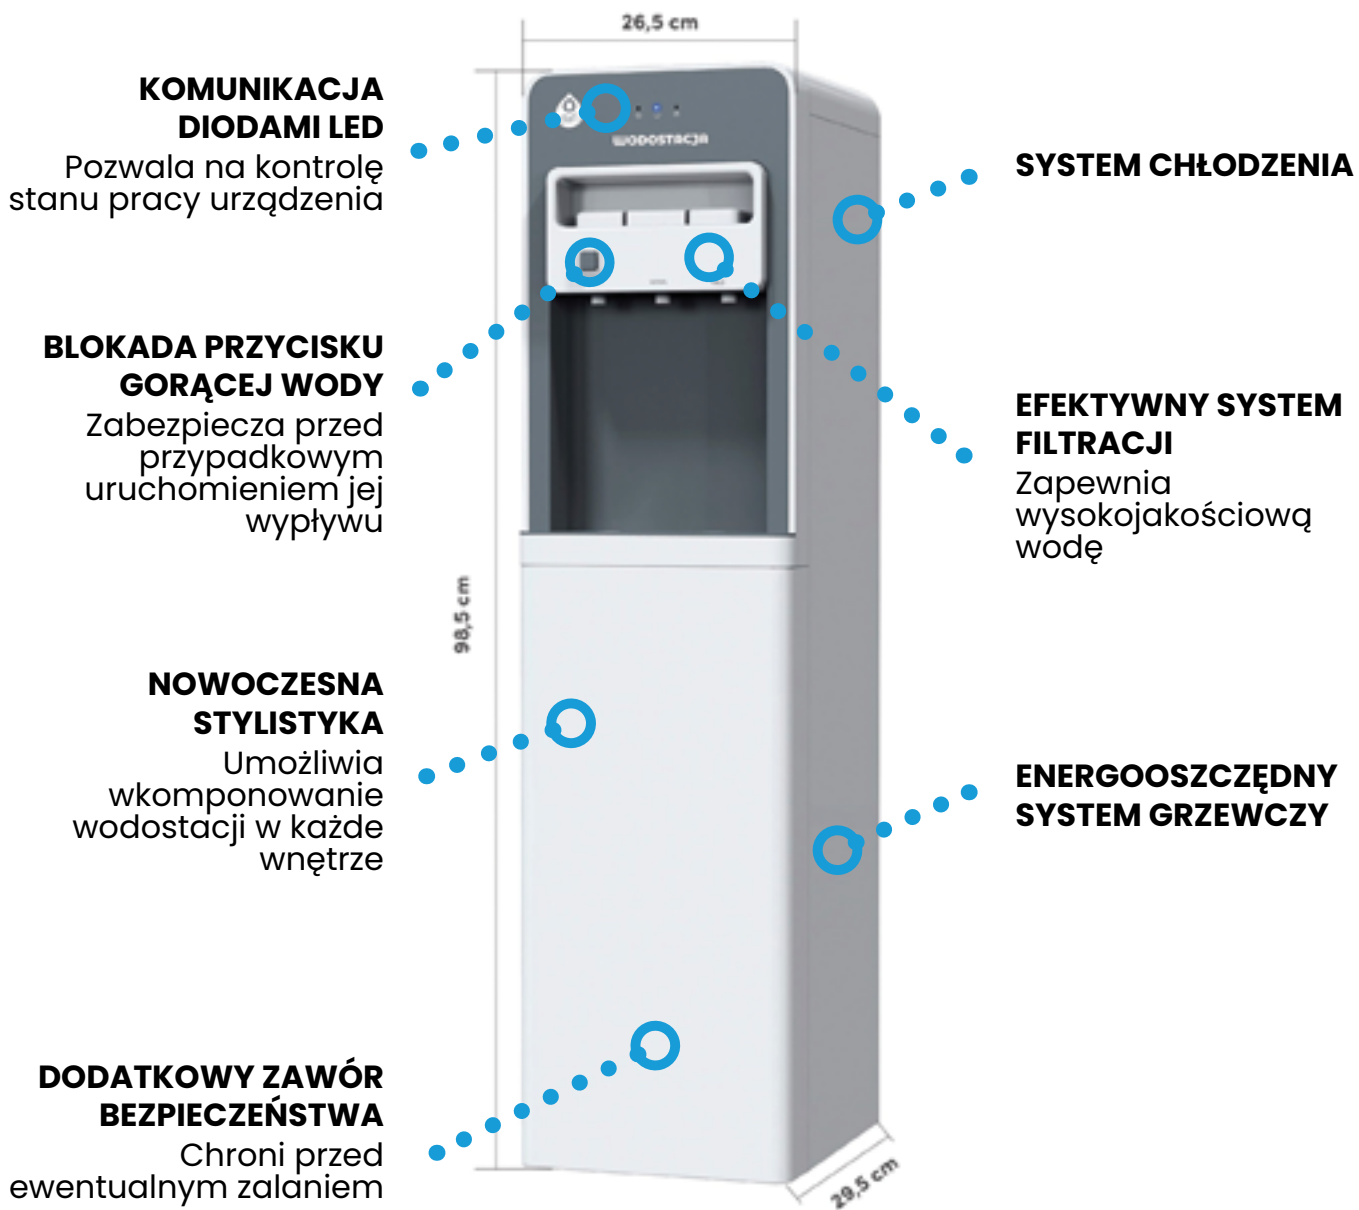 26,5 cm
KOMUNIKACJA
DIODAMI LED
Pozwala na kontrolę
stanu pracy urządzenia
WODOSTACJA
SYSTEM CHŁODZENIA
BLOKADA PRZYCISKU
GORĄCEJ WODY
Zabezpiecza przed
przypadkowym
uruchomieniem jej
wypływu
EFEKTYWNY SYSTEM
FILTRACJI
Zapewnia
wysokojakościową
wodę
98,5 cm
NOWOCZESNA
STYLISTYKA
Umożliwia
wkomponowanie
wodostacji w każde
wnętrze
ENERGOOSZCZĘDNY
SYSTEM GRZEWCZY
DODATKOWY ZAWÓR
BEZPIECZEŃSTWA
Chroni przed
ewentualnym zalaniem
29,5 cm